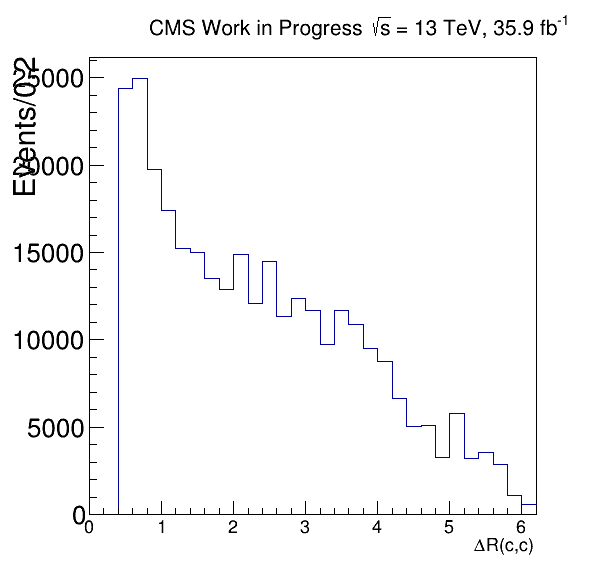 CMS Work in Progress √s = 13 TeV, 35.9 fb⁻¹
Events/0.2
25000
20000
15000
10000
5000
0
0 1 2 3 4 5 6
ΔR(c,c)